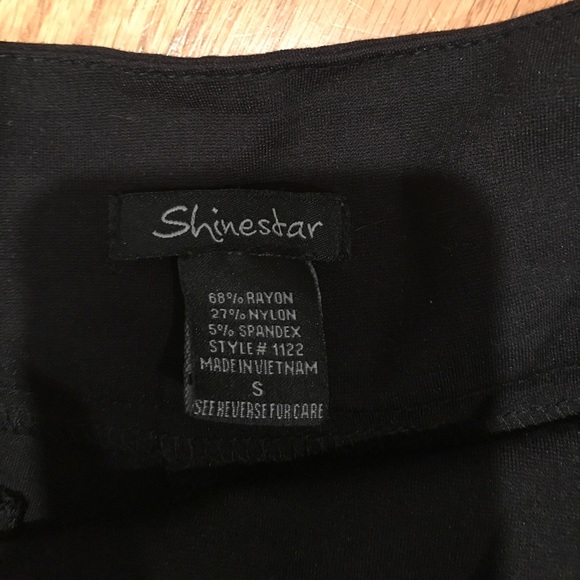 Shinestar
68% RAYON
27% NYLON
5% SPANDEX
STYLE # 1122
MADE IN VIETNAM
S
SEE REVERSE FOR CARE